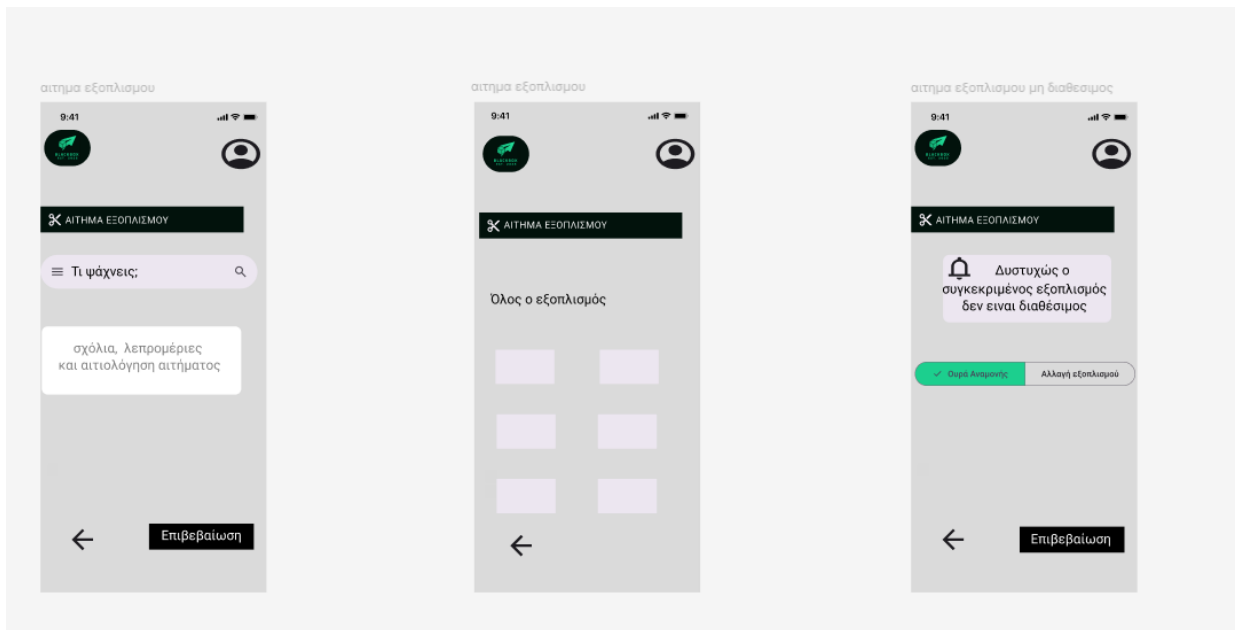 αιτημα εξοπλισμου
9:41
ΑΙΤΗΜΑ ΕΞΟΠΛΙΣΜΟΥ
Τι ψάχνεις;
σχόλια, λεπρομέριες
και αιτιολόγηση αιτήματος
Επιβεβαίωση
αιτημα εξοπλισμου
9:41
ΑΙΤΗΜΑ ΕΞΟΠΛΙΣΜΟΥ
Όλος ο εξοπλισμός
αιτημα εξοπλισμου μη διαθεσιμος
9:41
ΑΙΤΗΜΑ ΕΞΟΠΛΙΣΜΟΥ
Δυστυχώς ο
συγκεκριμένος εξοπλισμός
δεν ειναι διαθέσιμος
Ουρά Αναμονής
Αλλαγή εξοπλισμού
Επιβεβαίωση